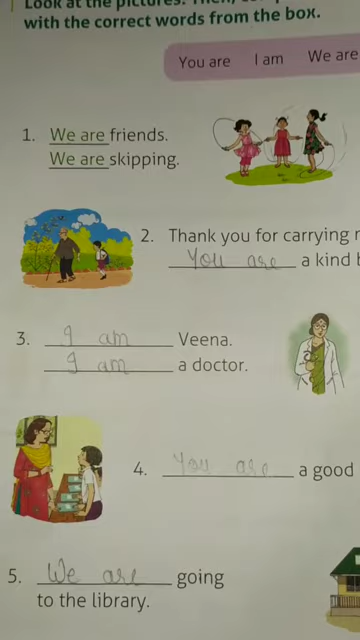 with the correct words from the box.
You are I am We are
1. We are friends.
We are skipping.
2. Thank you for carrying
You are a kind
3. I am Veena.
I am a doctor.
4. You are a good
5. We are going
to the library.